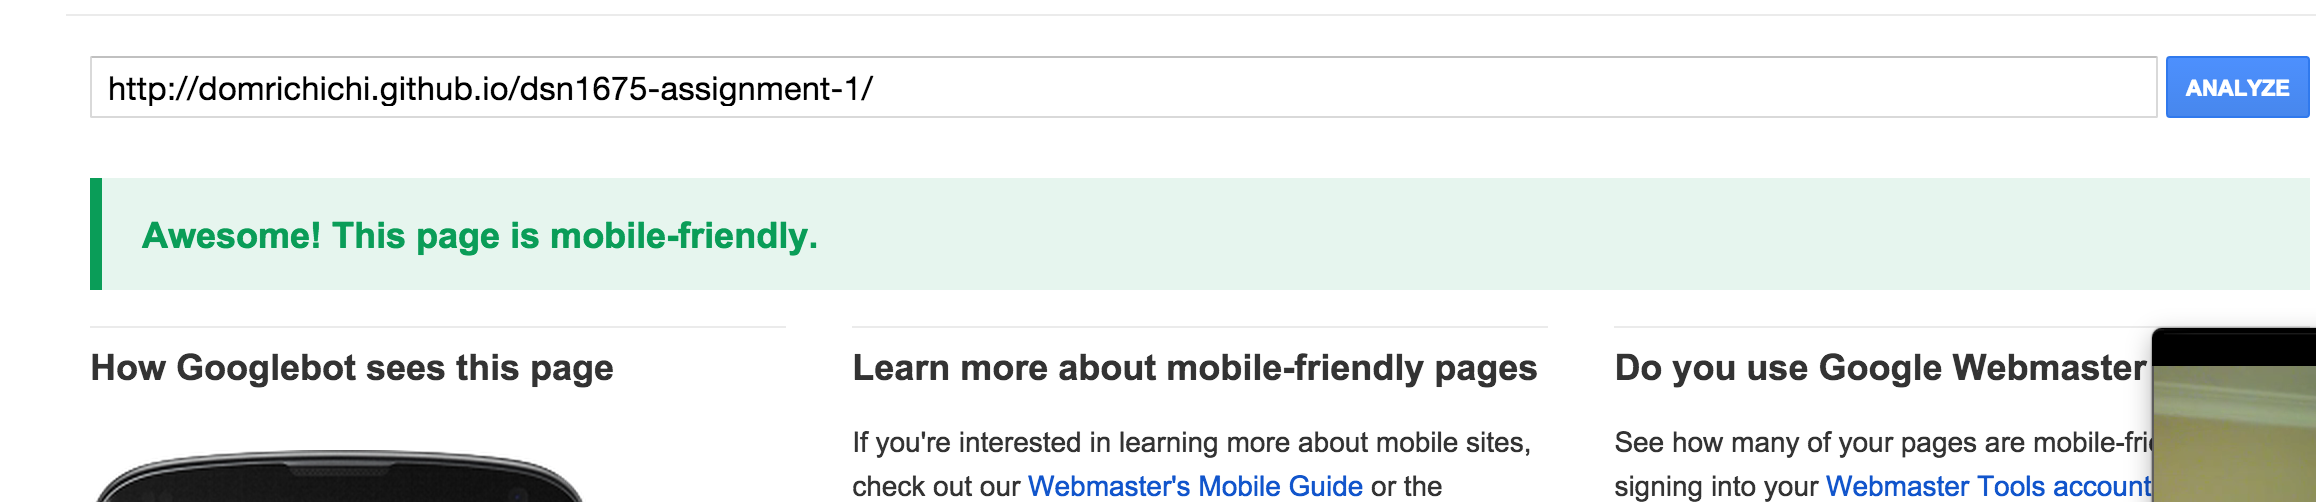 http://domrichichi.github.io/dsn1675-assignment-1/
ANALYZE
Awesome! This page is mobile-friendly.
How Googlebot sees this page
Learn more about mobile-friendly pages
If you're interested in learning more about mobile sites,
check out our Webmaster's Mobile Guide or the
Do you use Google Webmaster
See how many of your pages are
signing into your Webmaster Tools account